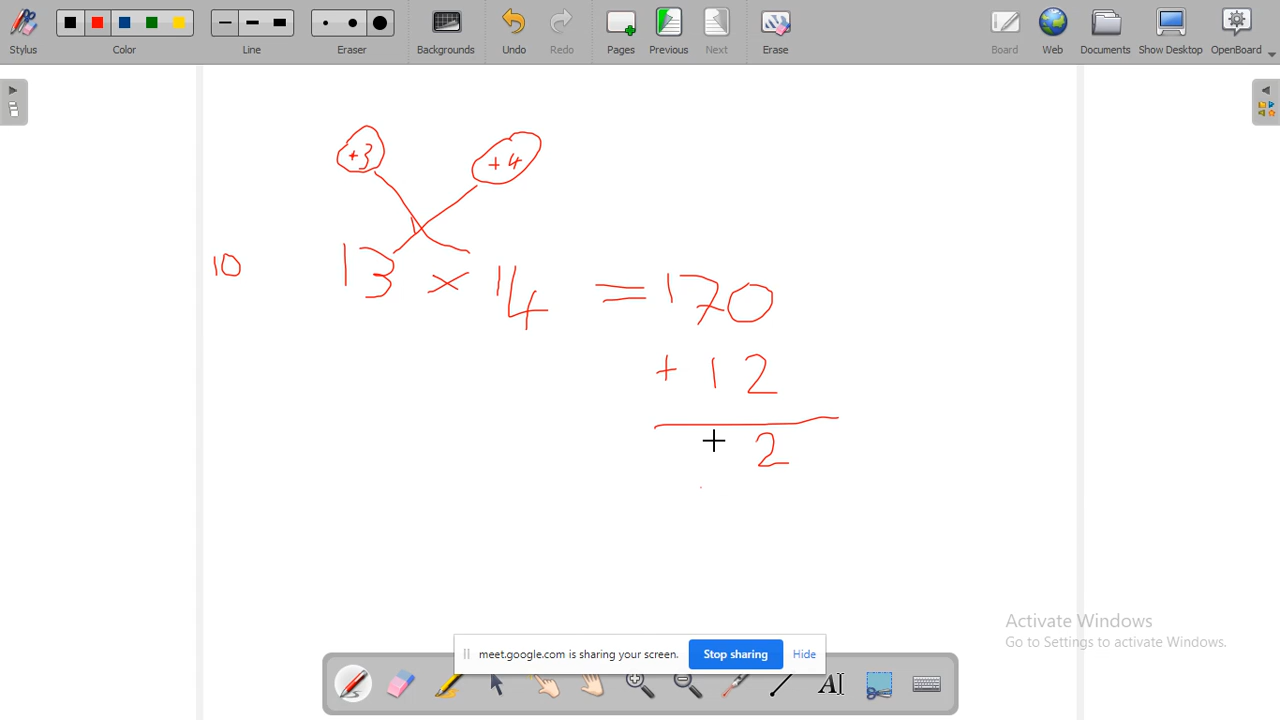 Stylus Color Line Eraser Backgrounds Undo Redo Pages Previous Next Erase Board Web Documents Show Desktop OpenBoard
+3 +4
10 13 × 14 = 170
+ 12
2
Activate Windows
Go to Settings to activate Windows.
meet.google.com is sharing your screen. Stop sharing Hide